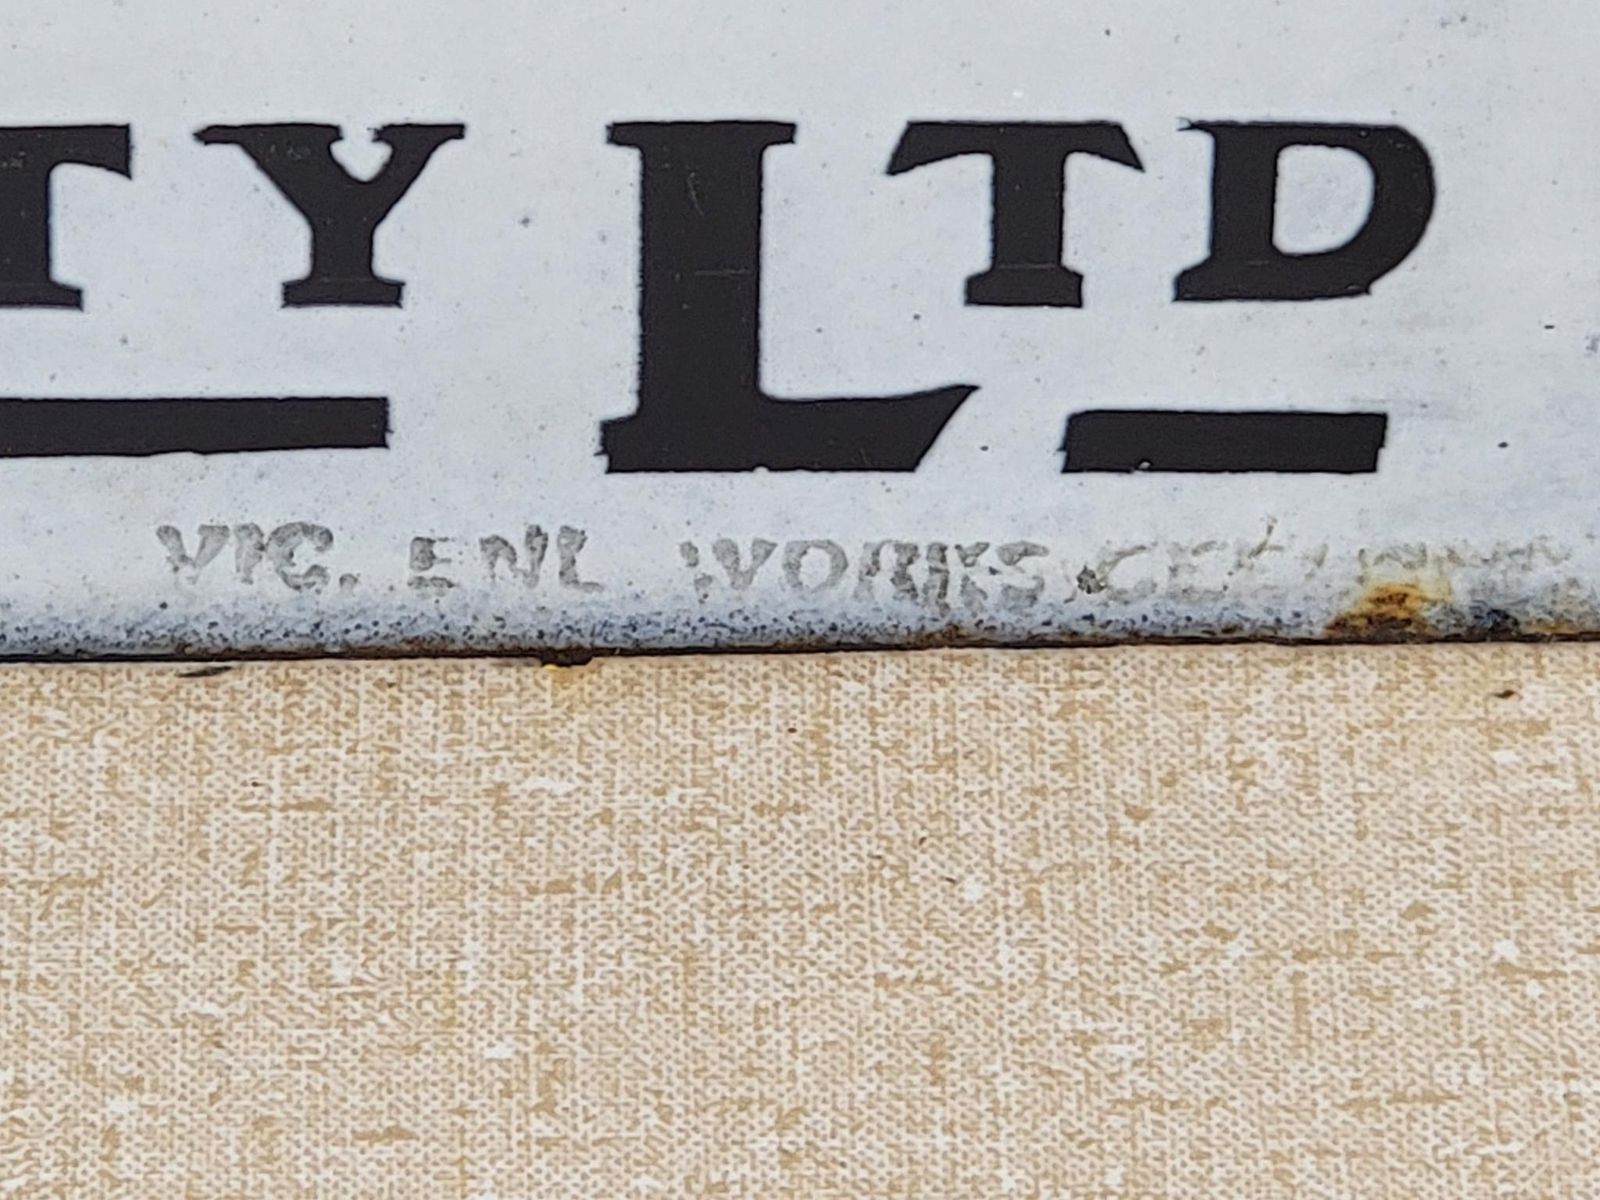 TY LTD
VIC. ENL WORKS